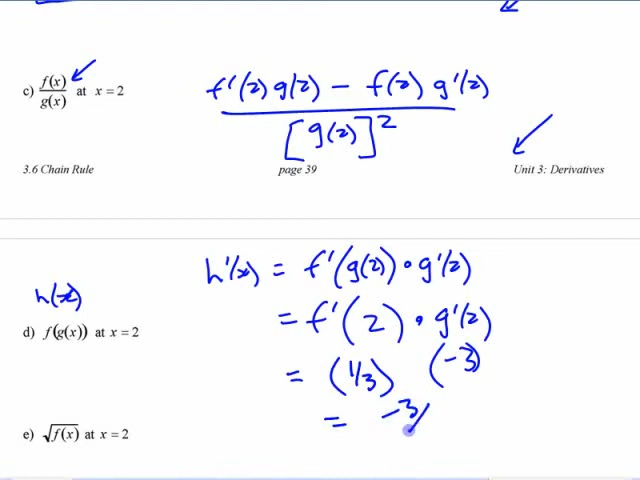 c) f(x)/g(x) at x = 2
f'(2) g(2) − f(2) g'(2)
[g(2)]²
3.6 Chain Rule page 39 Unit 3: Derivatives
h'(x) = f'(g(2)) • g'(2)
h(x)
= f'(2) • g'(2)
d) f(g(x)) at x = 2
= (1/3) (−3)
= −3/
e) √f(x) at x = 2